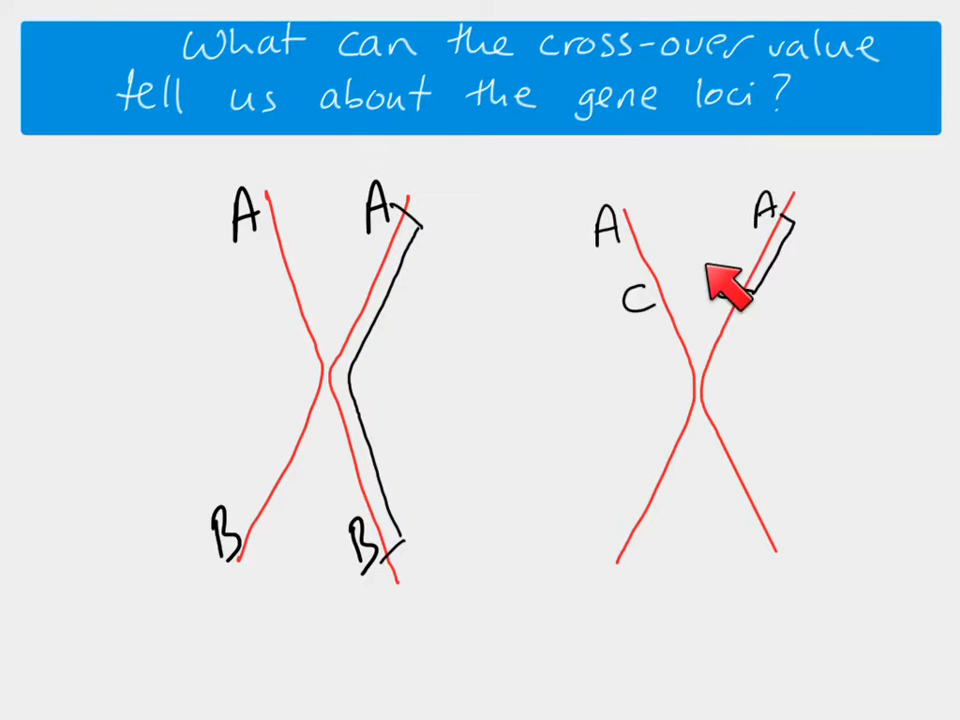 What can the cross-over value
tell us about the gene loci?
A A A A
C
B B